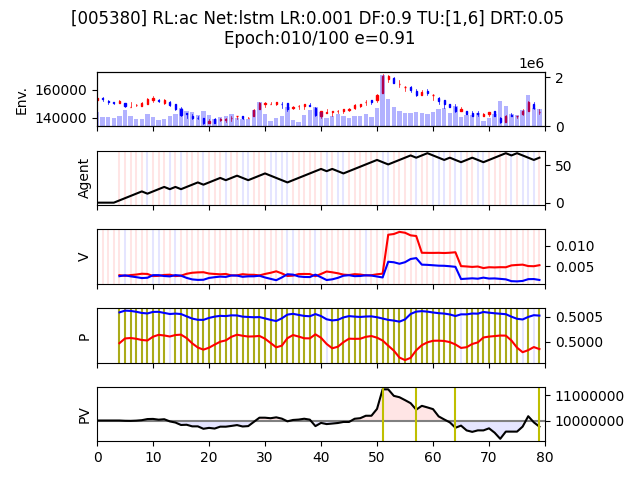 [005380] RL:ac Net:lstm LR:0.001 DF:0.9 TU:[1,6] DRT:0.05
Epoch:010/100 e=0.91
1e6
Env.
160000
140000
2
0
Agent
50
0
V
0.010
0.005
P
0.5005
0.5000
PV
11000000
10000000
0 10 20 30 40 50 60 70 80